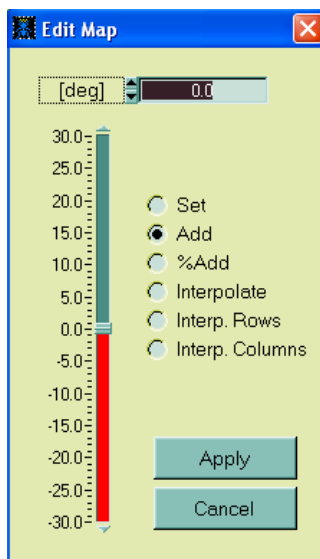 Edit Map
[deg] 0.0
30.0
25.0
20.0
15.0
10.0
5.0
0.0
-5.0
-10.0
-15.0
-20.0
-25.0
-30.0
Set
Add
%Add
Interpolate
Interp. Rows
Interp. Columns
Apply
Cancel